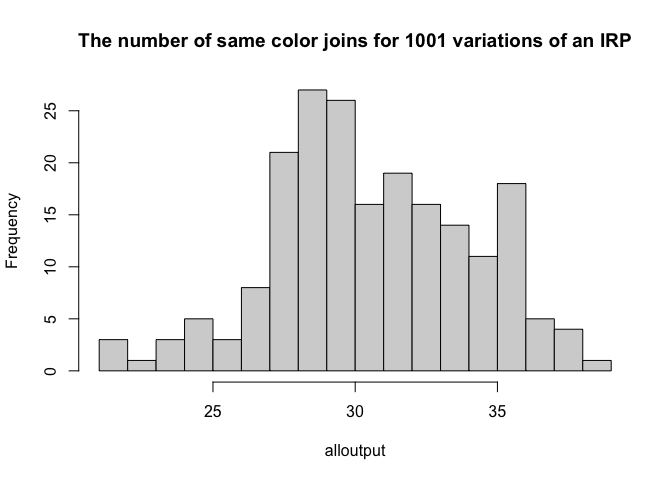 The number of same color joins for 1001 variations of an IRP
Frequency
25
20
15
10
5
0
25 30 35
alloutput